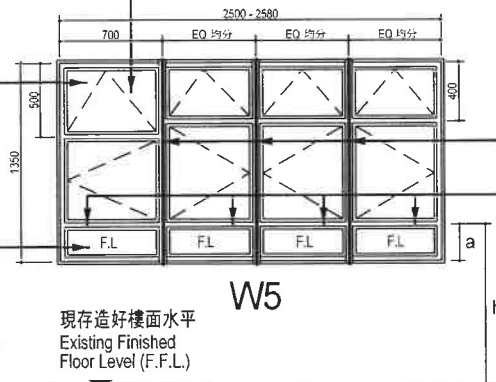 2500 - 2580
700 EQ 均分 EQ 均分 EQ 均分
500
400
1350
F.L F.L F.L F.L
a
W5
現存造好樓面水平
Existing Finished
Floor Level (F.F.L.)